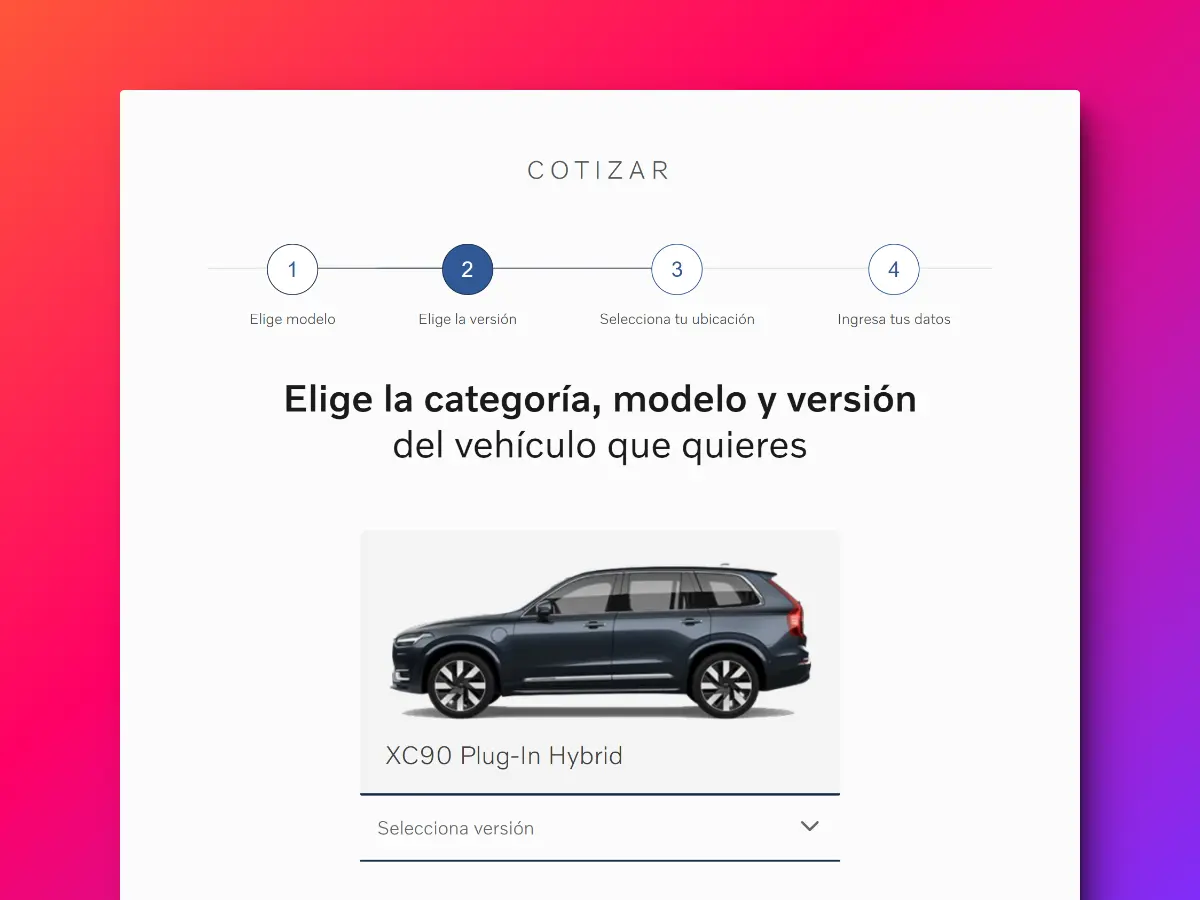 COTIZAR
1
2
3
4
Elige modelo
Elige la versión
Selecciona tu ubicación
Ingresa tus datos
Elige la categoría, modelo y versión
del vehículo que quieres
XC90 Plug-In Hybrid
Selecciona versión